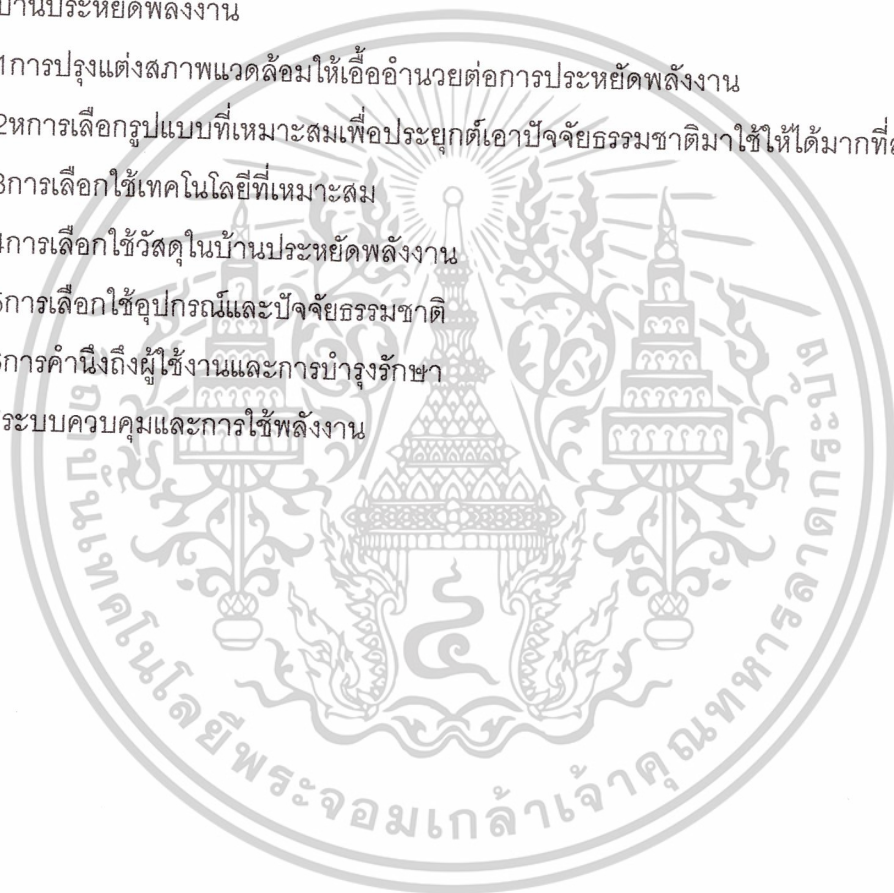 บ้านประหยัดพลังงาน
1การปรุงแต่งสภาพแวดล้อมให้เอื้ออำนวยต่อการประหยัดพลังงาน
2หการเลือกรูปแบบที่เหมาะสมเพื่อประยุกต์เอาปัจจัยธรรมชาติมาใช้ให้ได้มากที่
3การเลือกใช้เทคโนโลยีที่เหมาะสม
4การเลือกใช้วัสดุในบ้านประหยัดพลังงาน
การเลือกใช้อุปกรณ์และปัจจัยธรรมชาติ
การคำนึงถึงผู้ใช้งานและการบำรุงรักษา
ระบบควบคุมและการใช้พลังงาน
๔
สถาบันเทคโนโลยีพระจอมเกล้าเจ้าคุณทหารลาดกระบัง